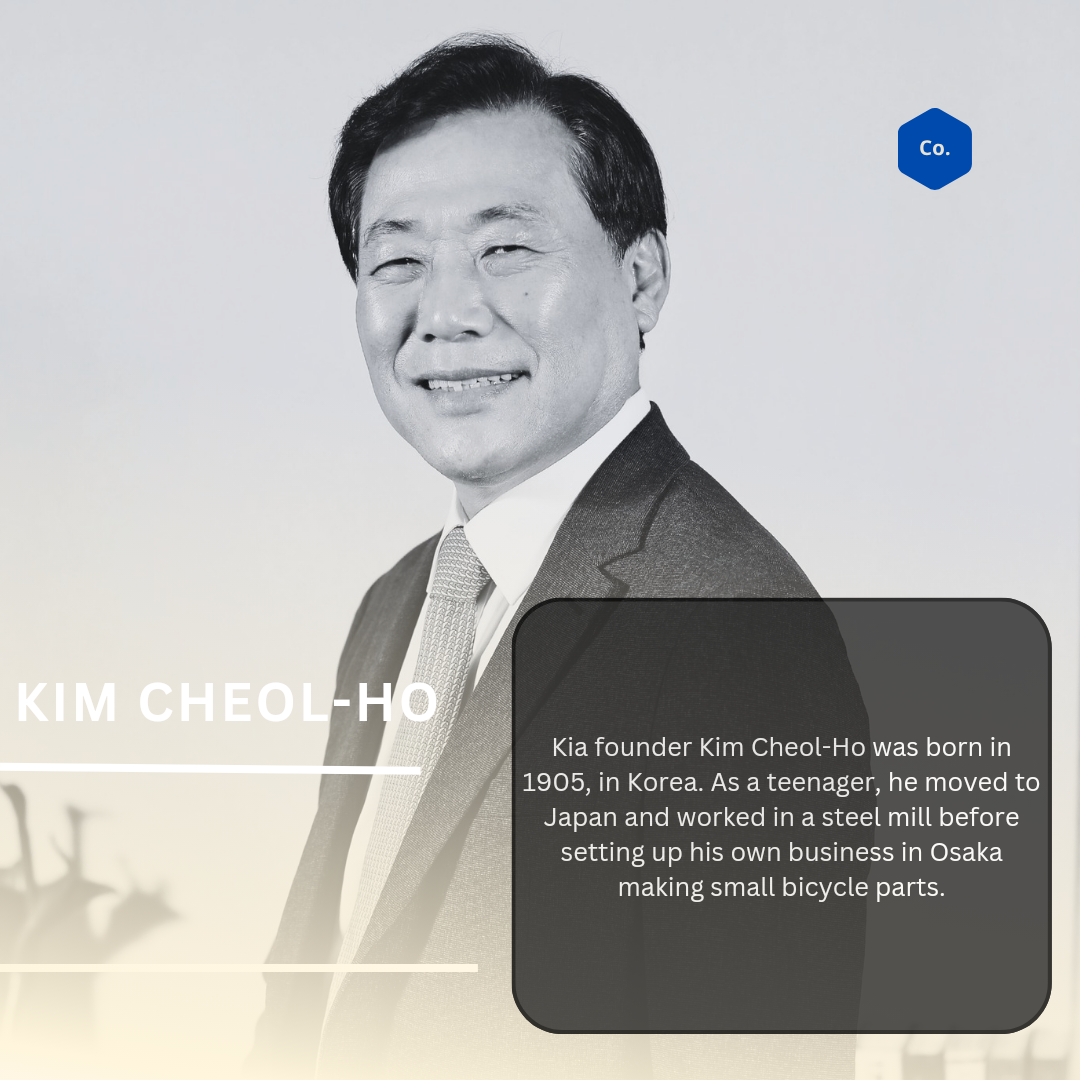 Co.
KIM CHEOL-HO
Kia founder Kim Cheol-Ho was born in
1905, in Korea. As a teenager, he moved to
Japan and worked in a steel mill before
setting up his own business in Osaka
making small bicycle parts.